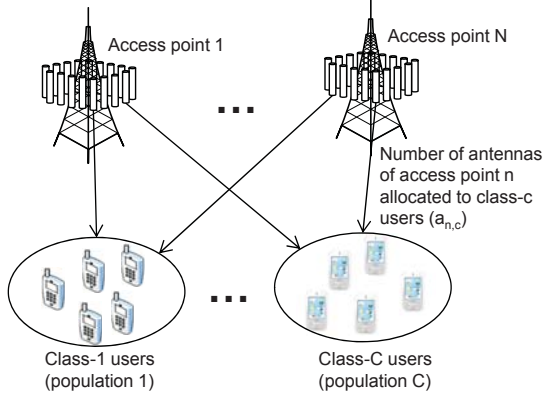 Access point 1
Access point N
Number of antennas
of access point n
allocated to class-c
users (a_{n,c})
Class-1 users
(population 1)
Class-C users
(population C)